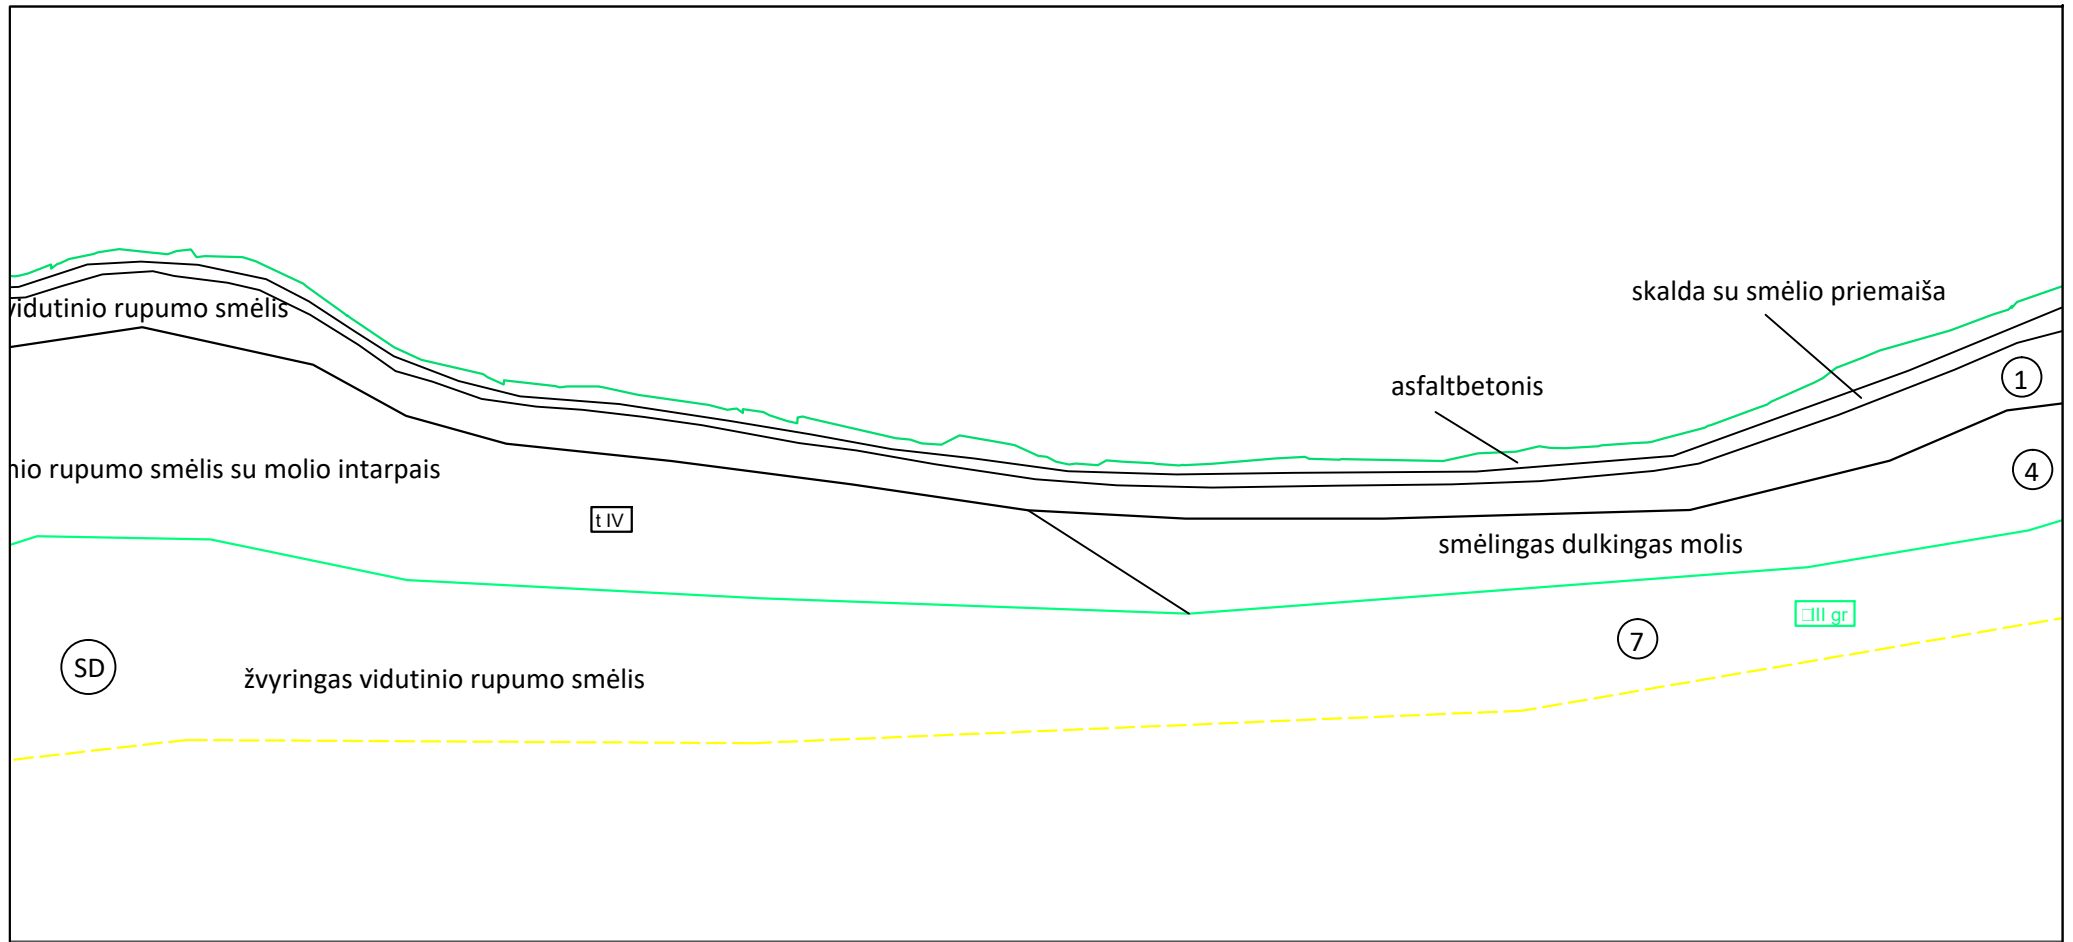 skalda su smėlio priemaiša
vidutinio rupumo smėlis
asfaltbetonis
1
rupumo smėlis su molio intarpais
4
t IV
smėlingas dulkingas molis
III gr
7
SD
žvyringas vidutinio rupumo smėlis